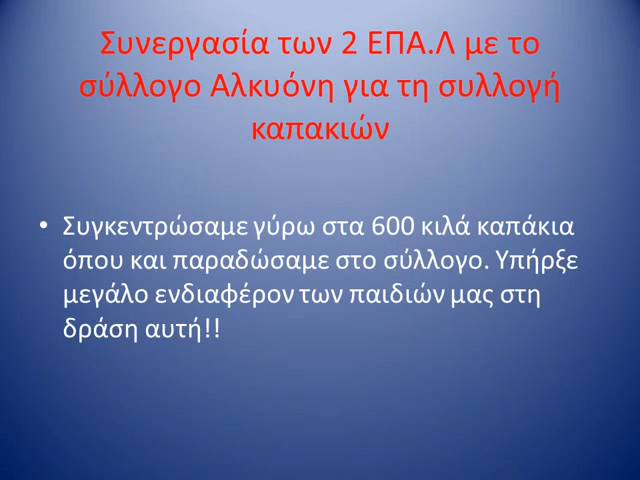 Συνεργασία των 2 ΕΠΑ.Λ με το
σύλλογο Αλκυόνη για τη συλλογή
καπακιών
• Συγκεντρώσαμε γύρω στα 600 κιλά καπάκια
όπου και παραδώσαμε στο σύλλογο. Υπήρξε
μεγάλο ενδιαφέρον των παιδιών μας στη
δράση αυτή!!